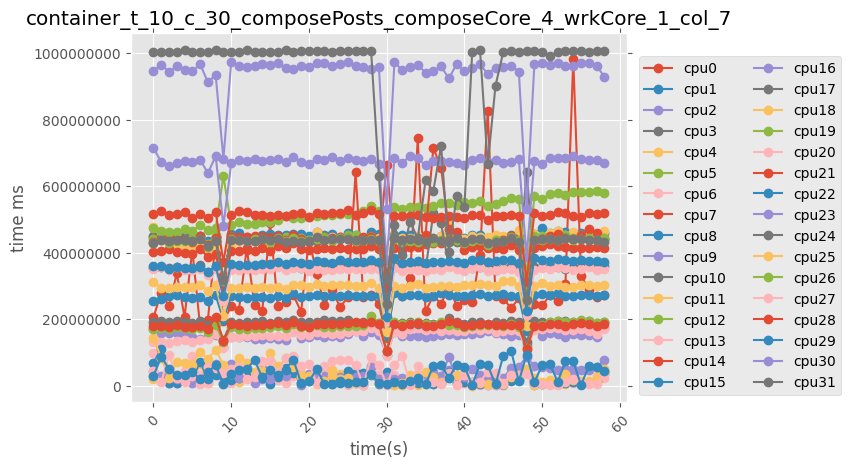 container_t_10_c_30_composePosts_composeCore_4_wrkCore_1_col_7
1000000000
800000000
600000000
400000000
200000000
0
time ms
0
10
20
30
40
50
60
time(s)
cpu0
cpu1
cpu2
cpu3
cpu4
cpu5
cpu6
cpu7
cpu8
cpu9
cpu10
cpu11
cpu12
cpu13
cpu14
cpu15
cpu16
cpu17
cpu18
cpu19
cpu20
cpu21
cpu22
cpu23
cpu24
cpu25
cpu26
cpu27
cpu28
cpu29
cpu30
cpu31